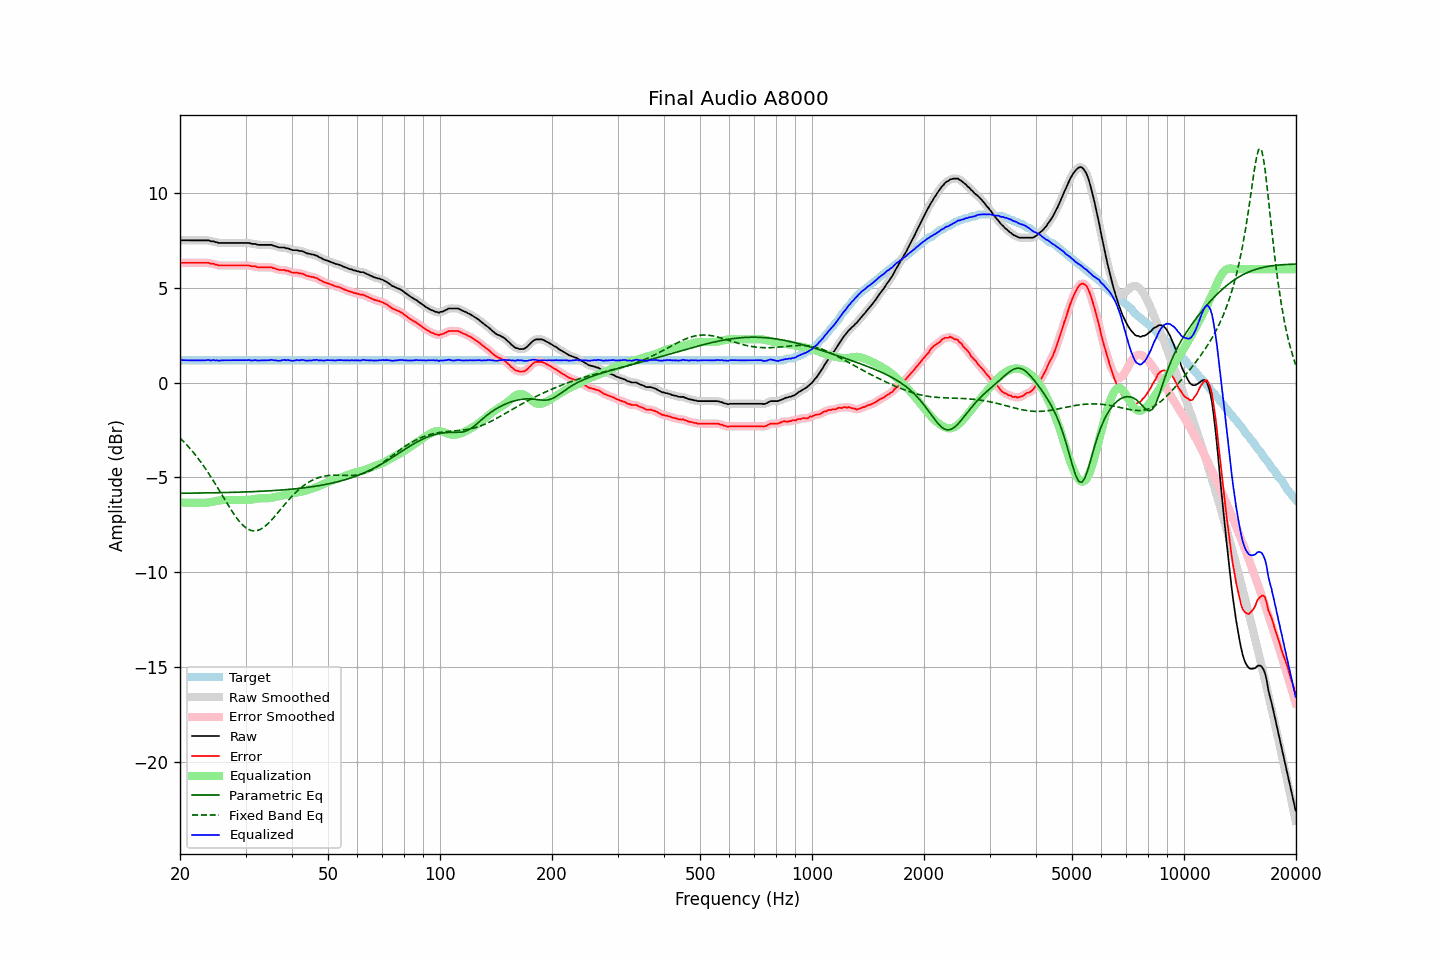 Final Audio A8000
Amplitude (dBr)
10
5
0
−5
−10
−15
−20
Target
Raw Smoothed
Error Smoothed
Raw
Error
Equalization
Parametric Eq
Fixed Band Eq
Equalized
20 50 100 200 500 1000 2000 5000 10000 20000
Frequency (Hz)